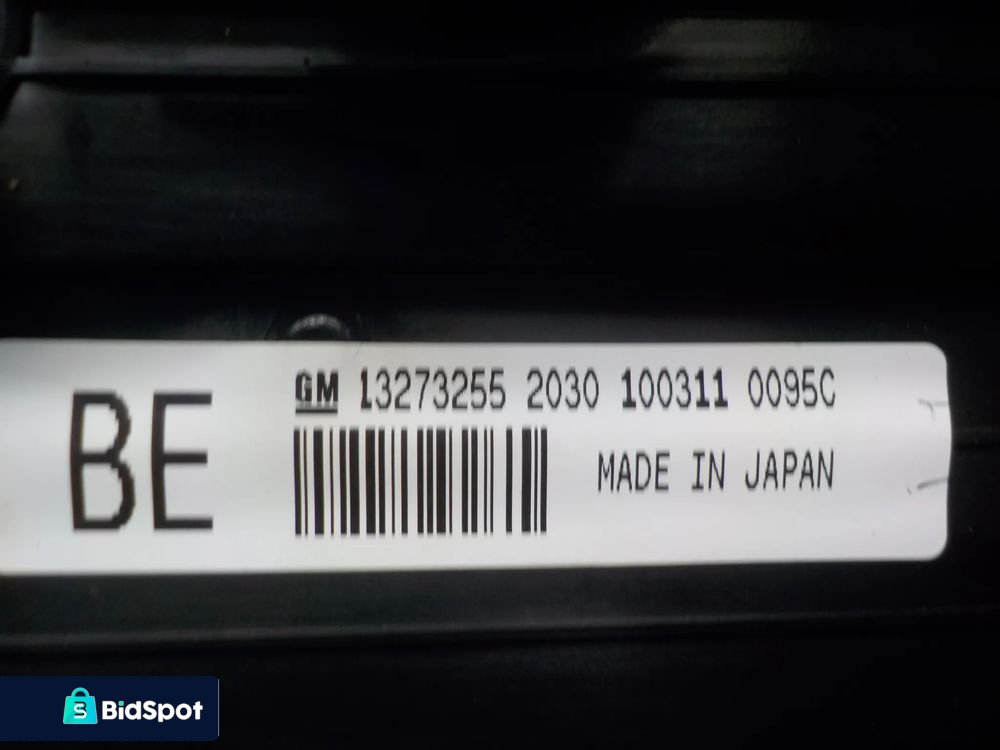 BE
GM 13273255 2030 100311 0095C
MADE IN JAPAN
BidSpot